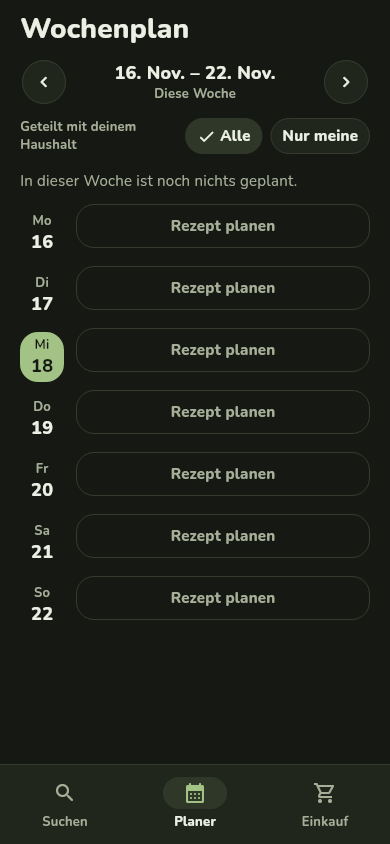 Wochenplan
16. Nov. – 22. Nov.
Diese Woche
Geteilt mit deinem
Haushalt
Alle
Nur meine
In dieser Woche ist noch nichts geplant.
Mo
16
Rezept planen
Di
17
Rezept planen
Mi
18
Rezept planen
Do
19
Rezept planen
Fr
20
Rezept planen
Sa
21
Rezept planen
So
22
Rezept planen
Suchen
Planer
Einkauf